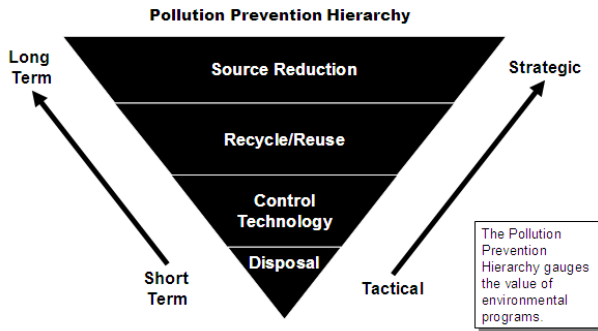 Pollution Prevention Hierarchy
Long
Term
Source Reduction
Strategic
Recycle/Reuse
Control
Technology
Disposal
Short
Term
Tactical
The Pollution
Prevention
Hierarchy gauges
the value of
environmental
programs.